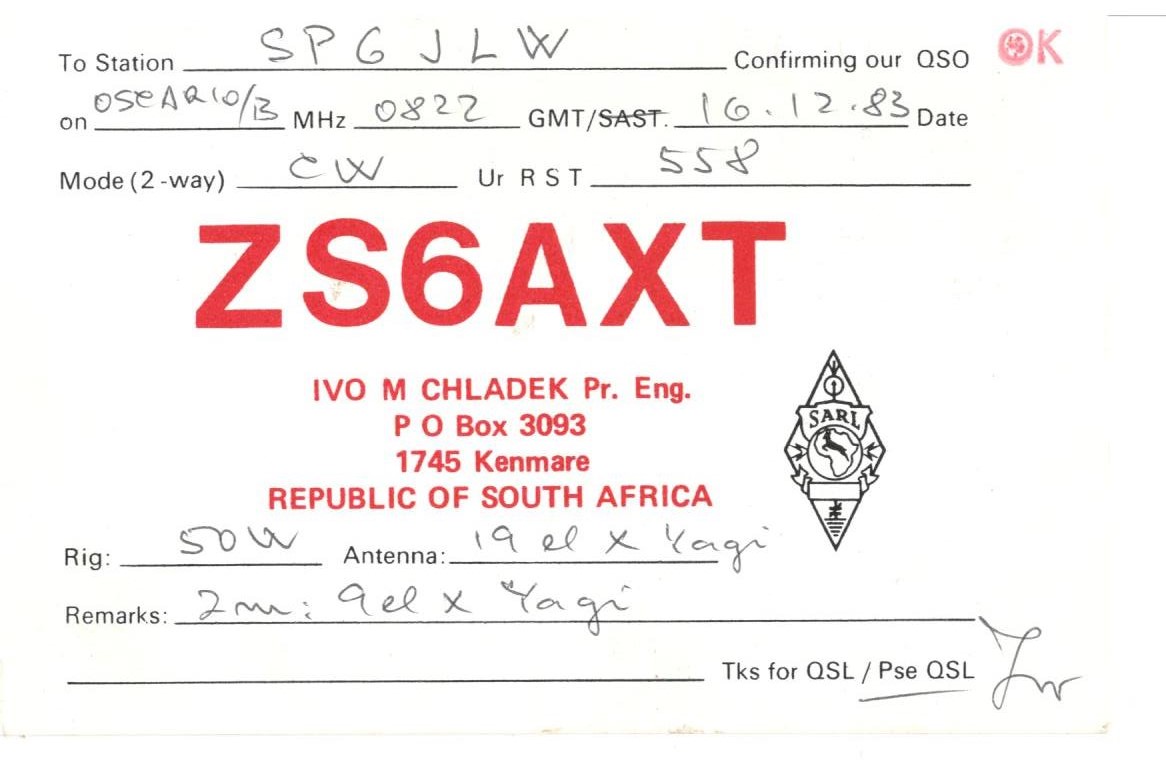 To Station SP6JLW Confirming our QSO OK
on OSCAR10/B MHz 0822 GMT/SAST. 16.12.83 Date
Mode (2-way) CW Ur RST 558
ZS6AXT
IVO M CHLADEK Pr. Eng.
P O Box 3093
1745 Kenmare
REPUBLIC OF SOUTH AFRICA
SARL
Rig: 50W Antenna: 19 el x Yagi
Remarks: 2m: 9el x Yagi
Tks for QSL / Pse QSL